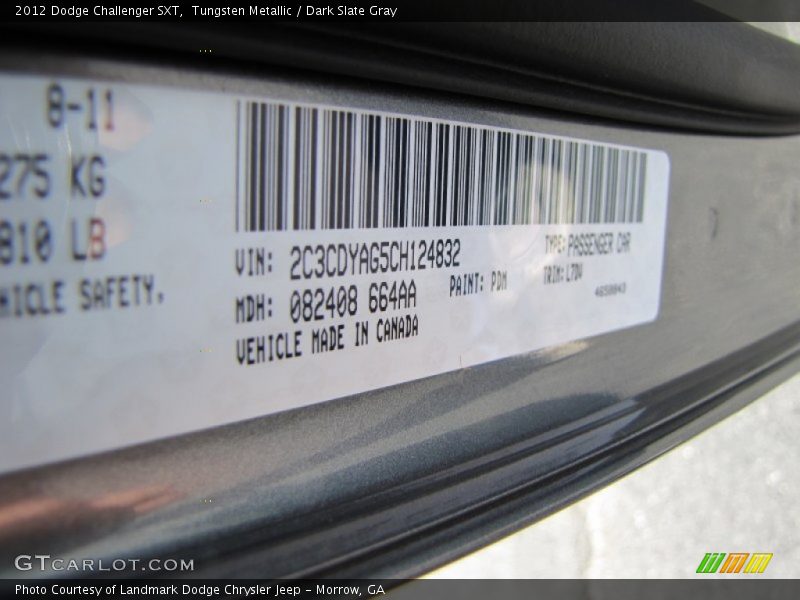 2012 Dodge Challenger SXT, Tungsten Metallic / Dark Slate Gray
8-11
275 KG
810 LB
HICLE SAFETY.
VIN: 2C3CDYAG5CH124832
TYPE: PASSENGER CAR
MDH: 082408 664AA
PAINT: PDM
TRIM: L7DV
VEHICLE MADE IN CANADA
GTCARLOT.COM
Photo Courtesy of Landmark Dodge Chrysler Jeep – Morrow, GA